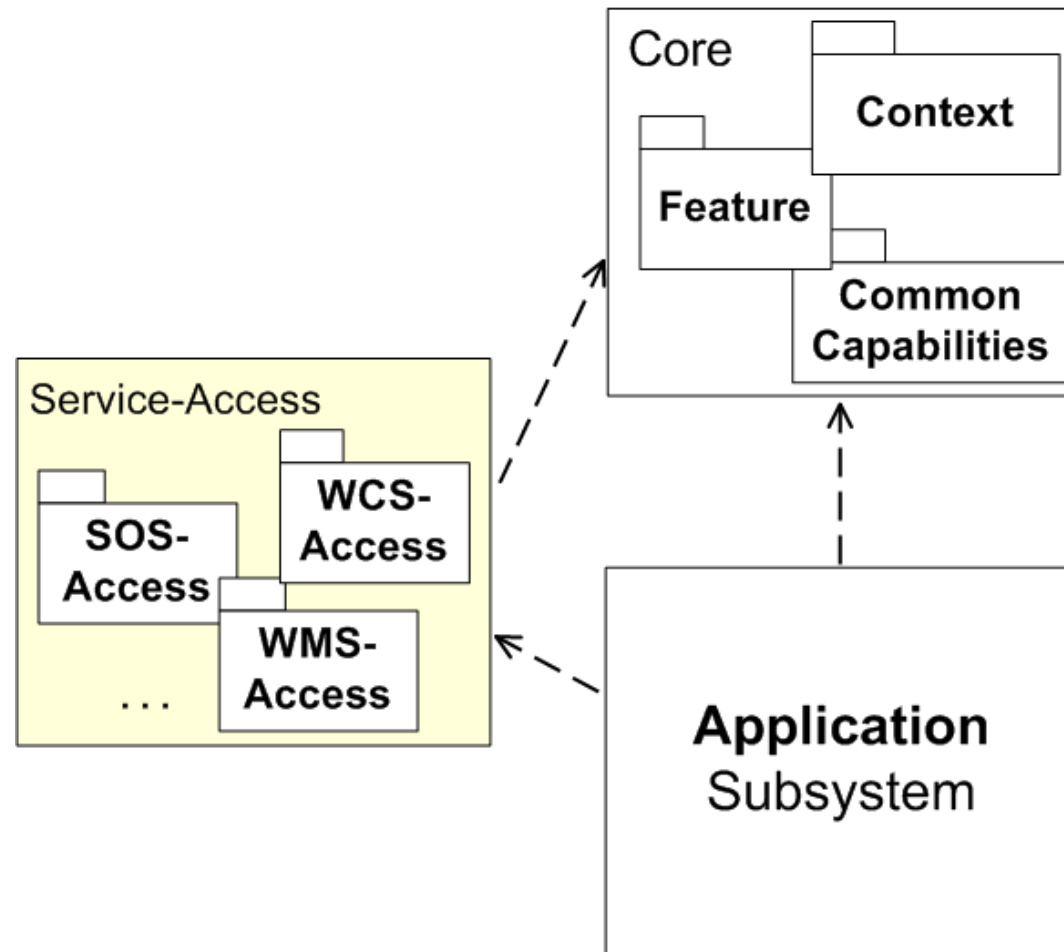 Core
Context
Feature
Common
Capabilities
Service-Access
WCS-
Access
SOS-
Access
WMS-
Access
...
Application
Subsystem